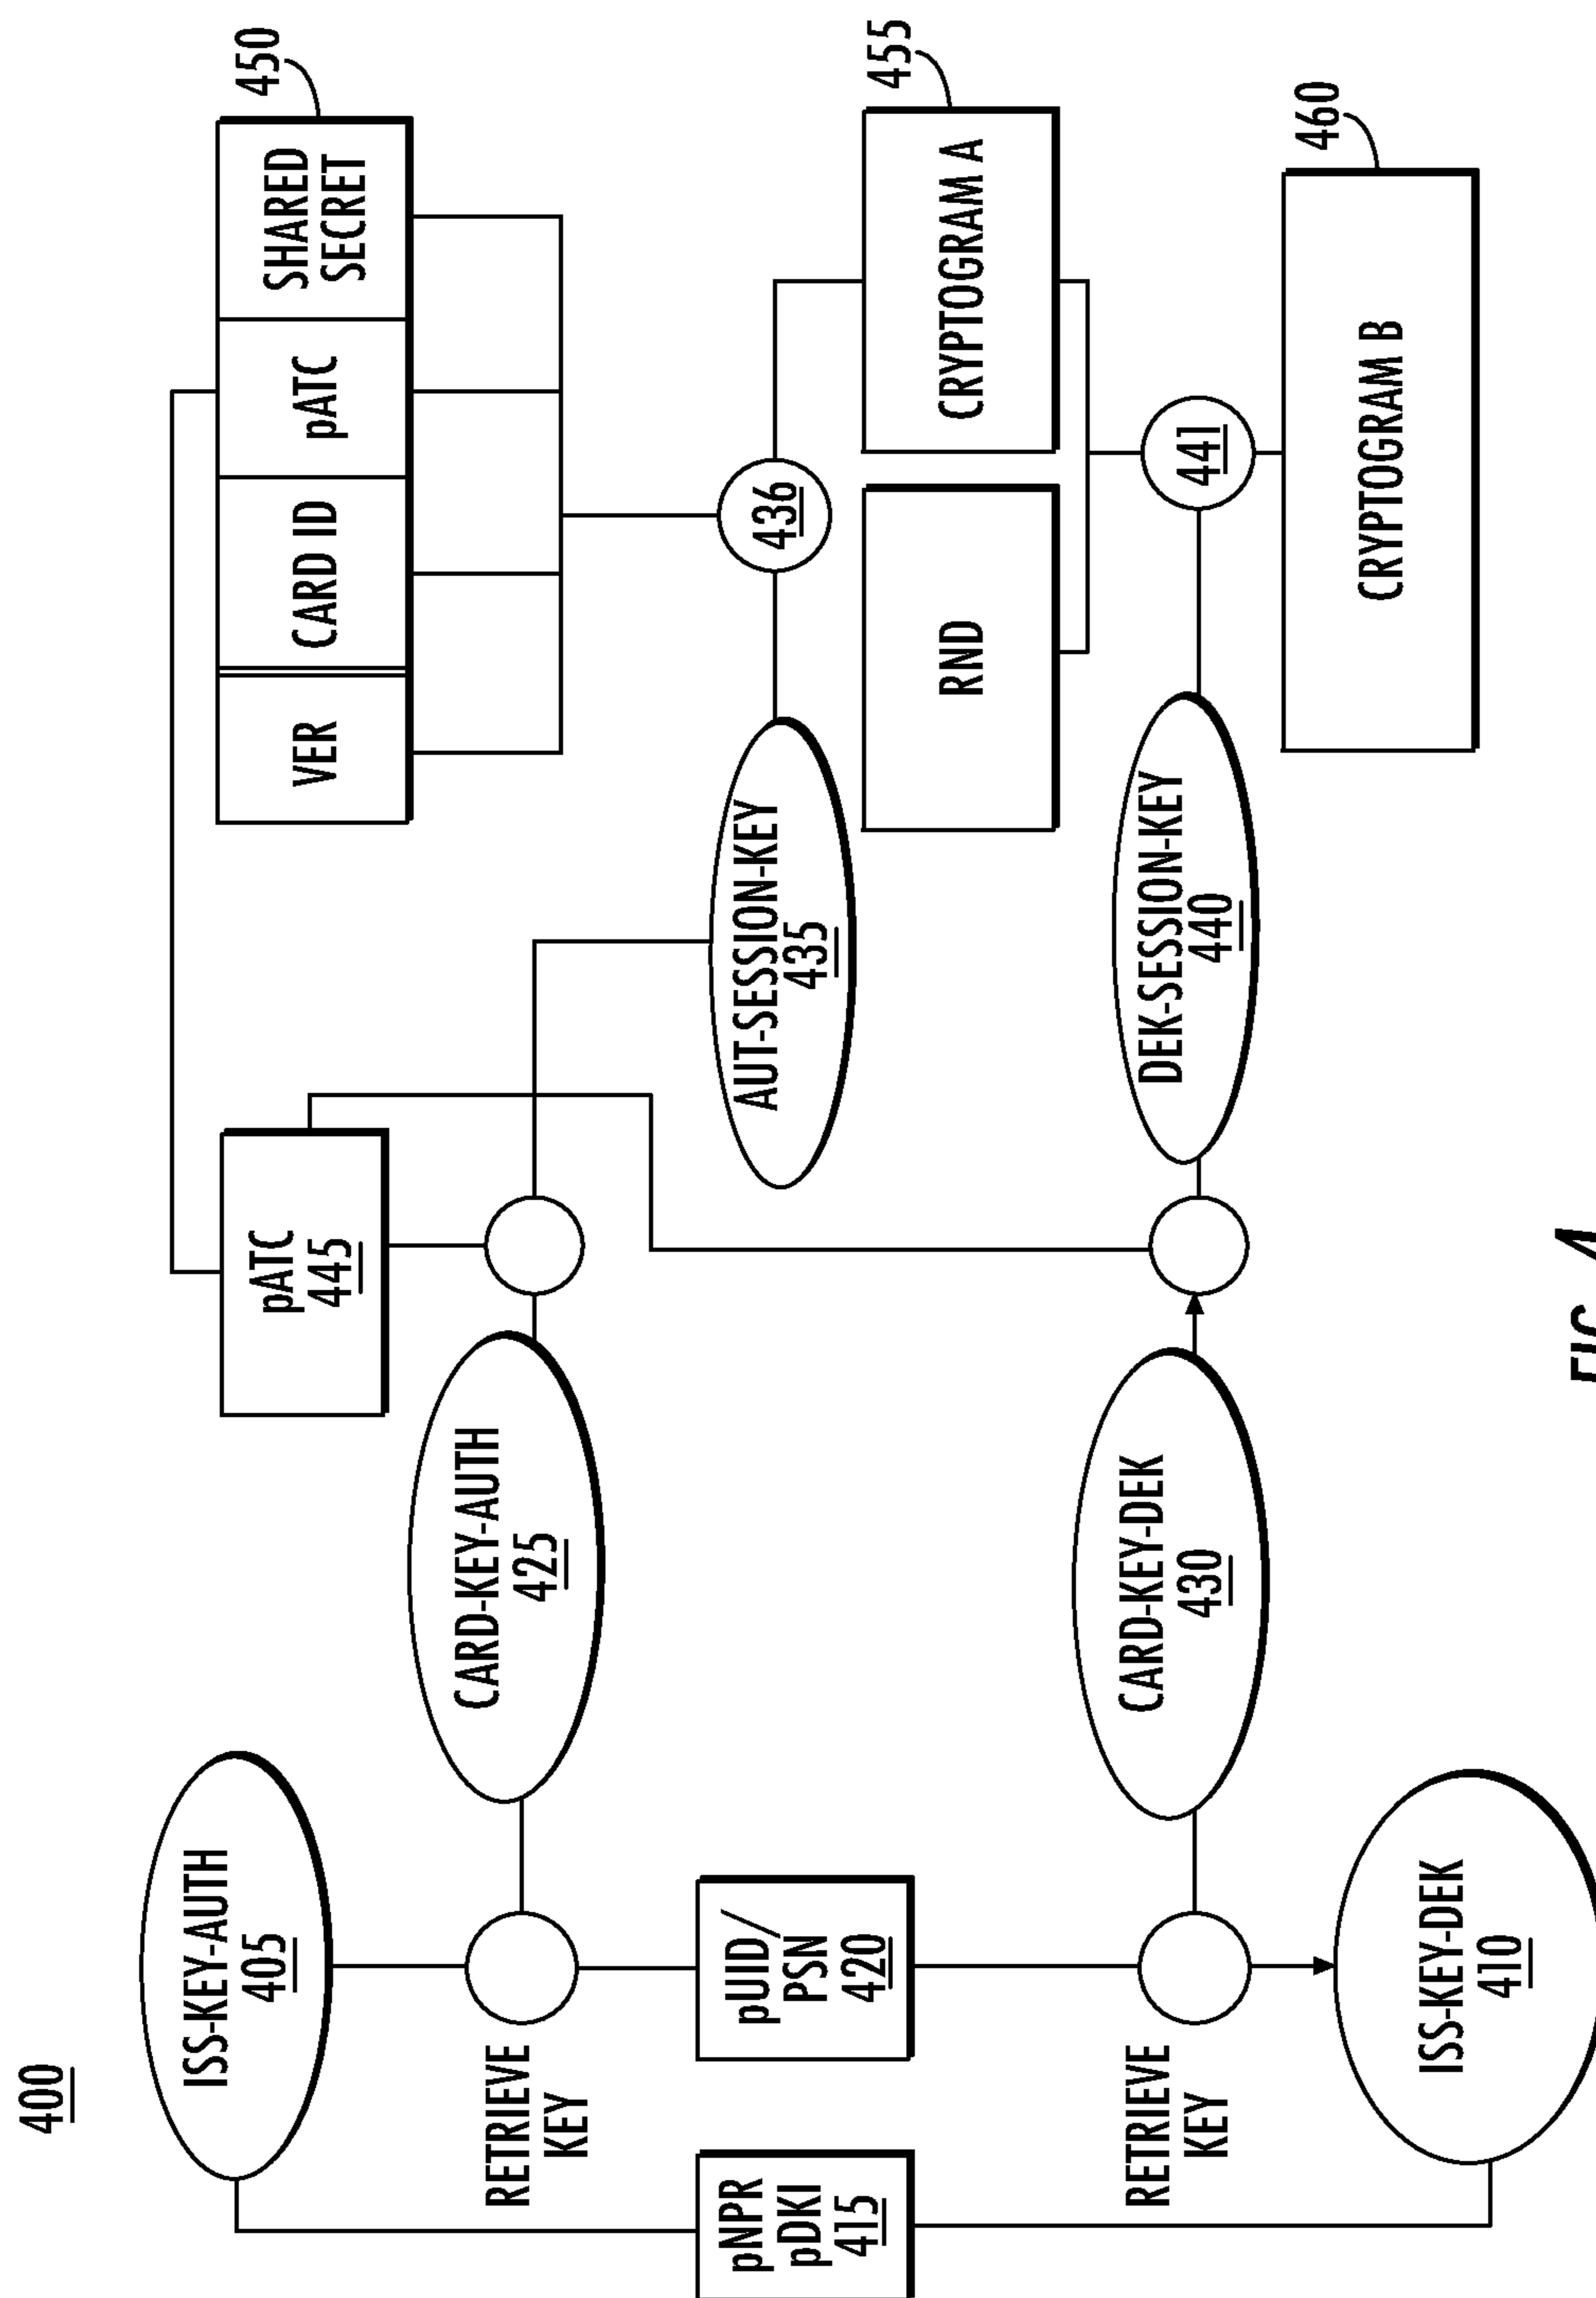 400
ISS-KEY-AUTH
405
pNPR
pDKI
415
RETRIEVE
KEY
pUID/
PSN
420
RETRIEVE
KEY
ISS-KEY-DEK
410
CARD-KEY-AUTH
425
CARD-KEY-DEK
430
pATC
445
AUT-SESSION-KEY
435
DEK-SESSION-KEY
440
VER
CARD ID
pATC
SHARED
SECRET
450
436
RND
CRYPTOGRAM A
455
441
CRYPTOGRAM B
460